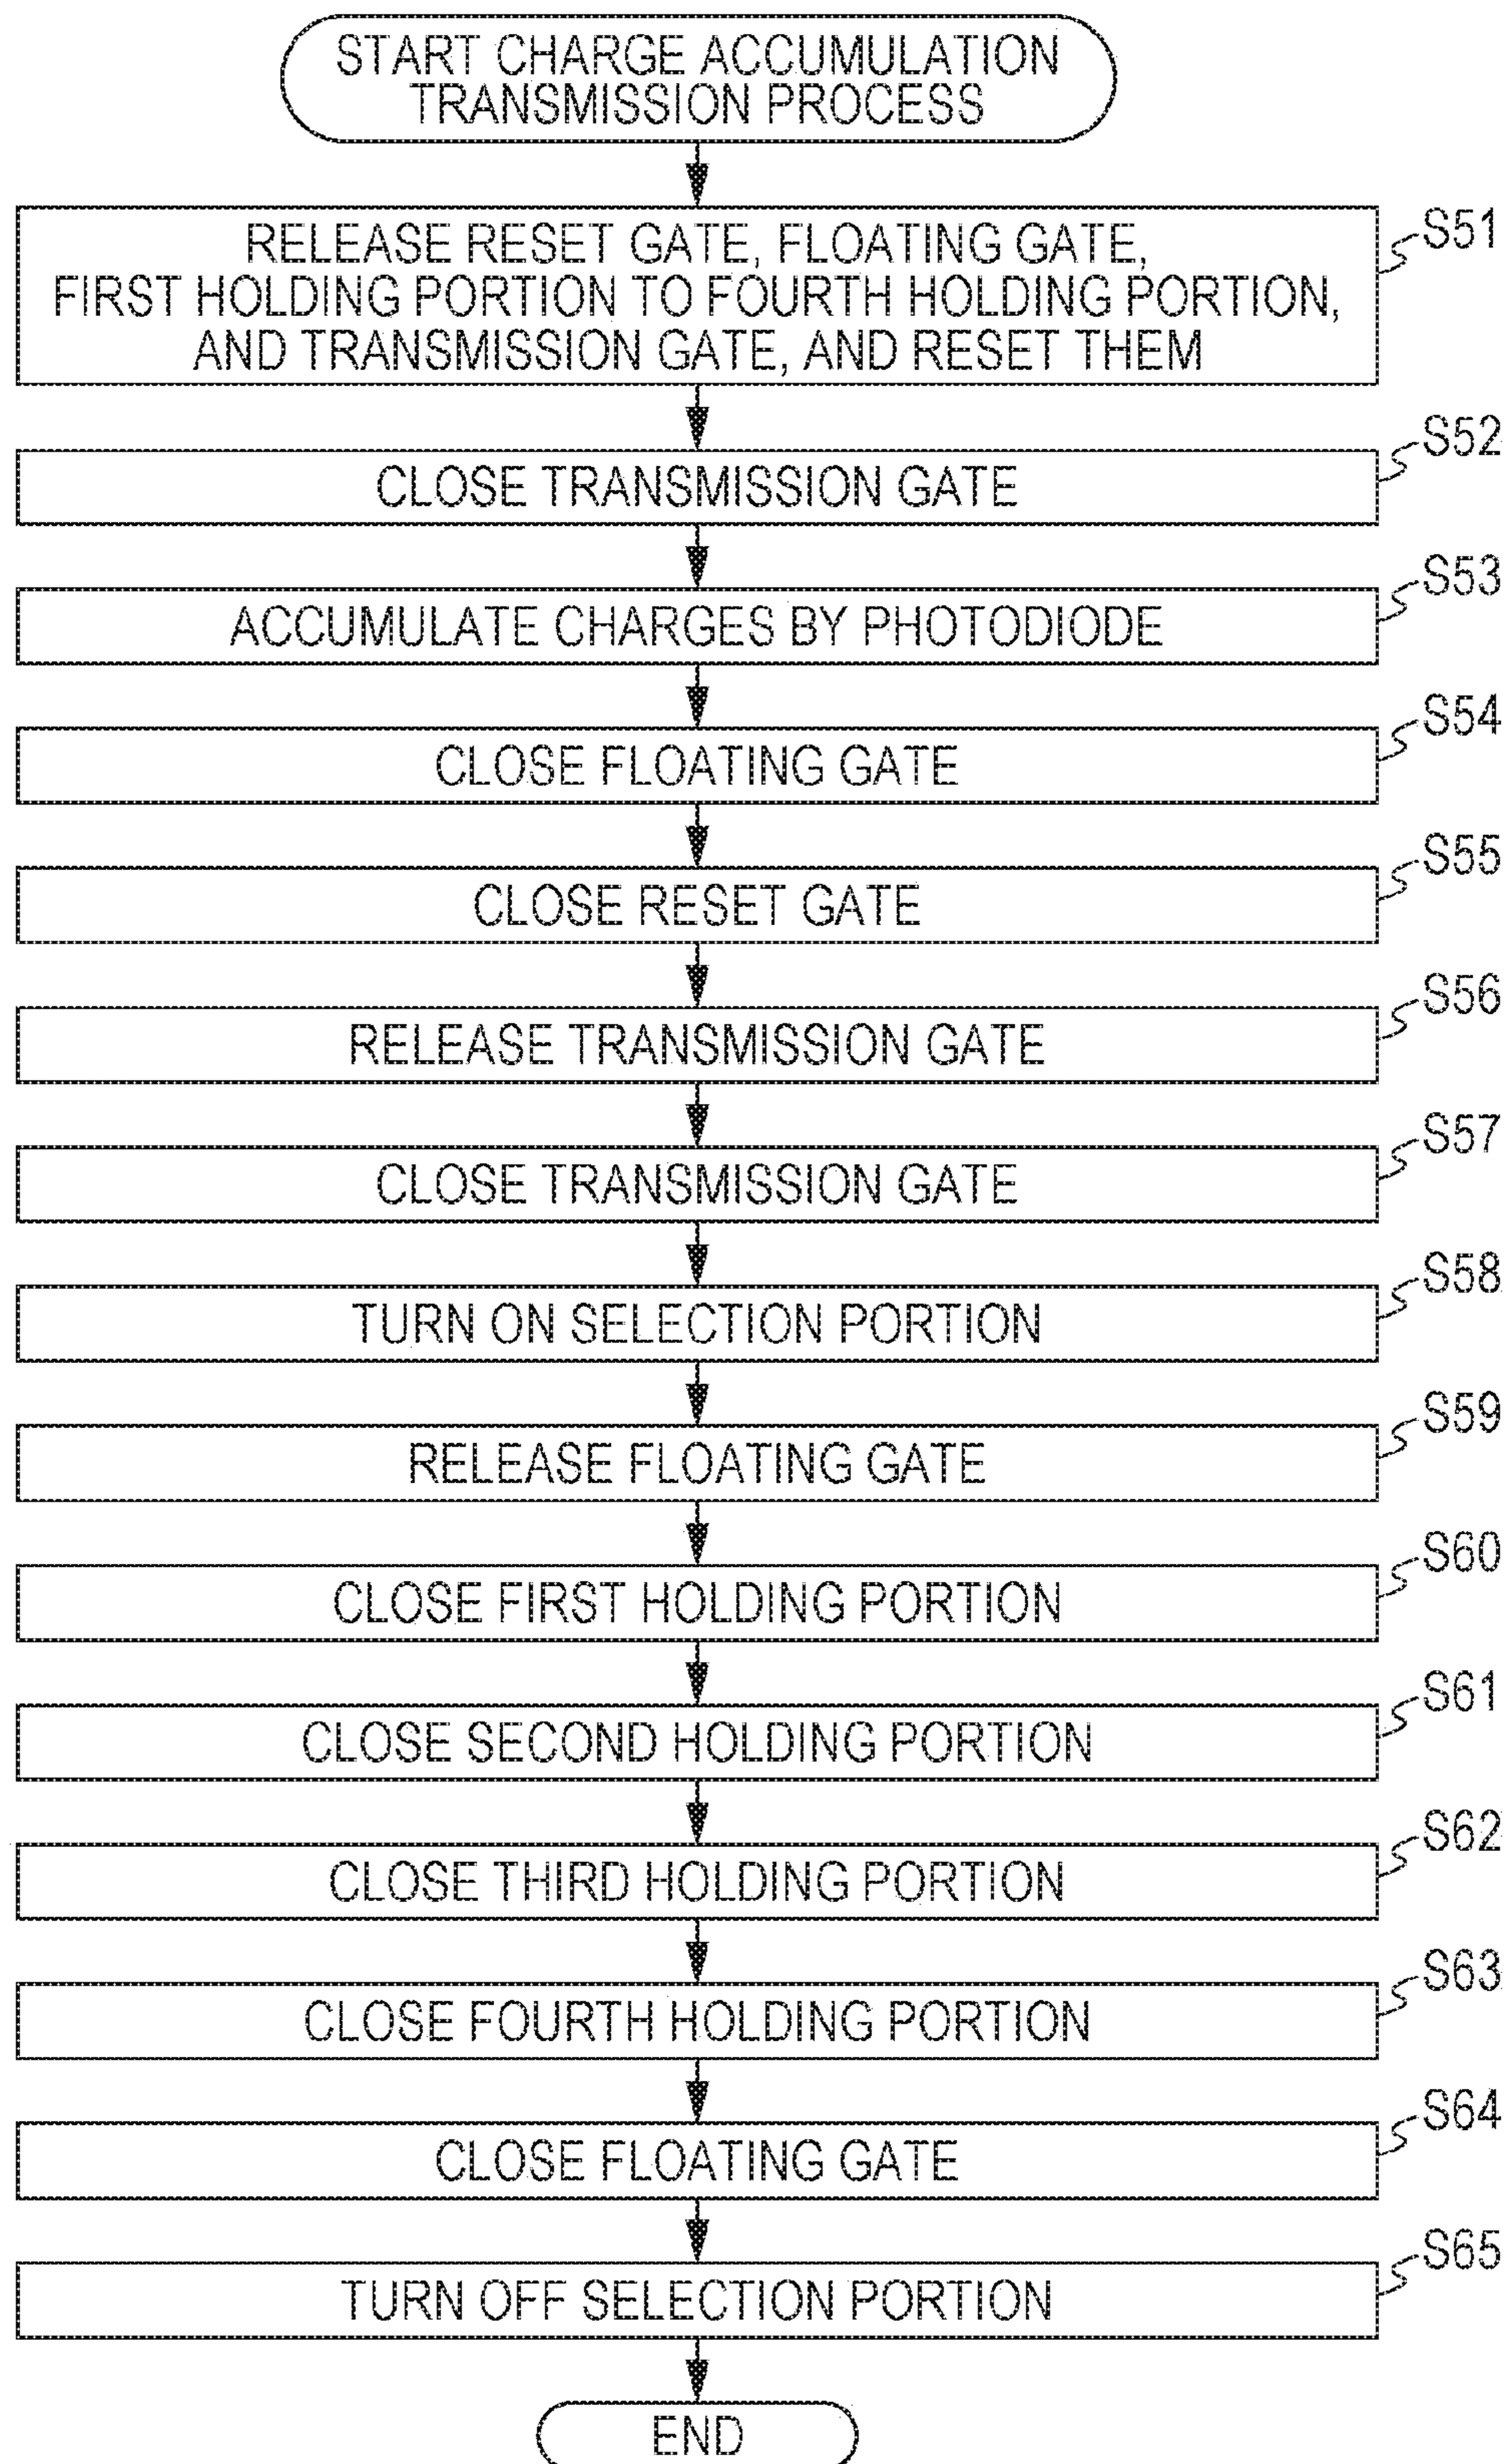 START CHARGE ACCUMULATION
TRANSMISSION PROCESS
RELEASE RESET GATE, FLOATING GATE,
FIRST HOLDING PORTION TO FOURTH HOLDING PORTION,
AND TRANSMISSION GATE, AND RESET THEM
S51
CLOSE TRANSMISSION GATE
S52
ACCUMULATE CHARGES BY PHOTODIODE
S53
CLOSE FLOATING GATE
S54
CLOSE RESET GATE
S55
RELEASE TRANSMISSION GATE
S56
CLOSE TRANSMISSION GATE
S57
TURN ON SELECTION PORTION
S58
RELEASE FLOATING GATE
S59
CLOSE FIRST HOLDING PORTION
S60
CLOSE SECOND HOLDING PORTION
S61
CLOSE THIRD HOLDING PORTION
S62
CLOSE FOURTH HOLDING PORTION
S63
CLOSE FLOATING GATE
S64
TURN OFF SELECTION PORTION
S65
END